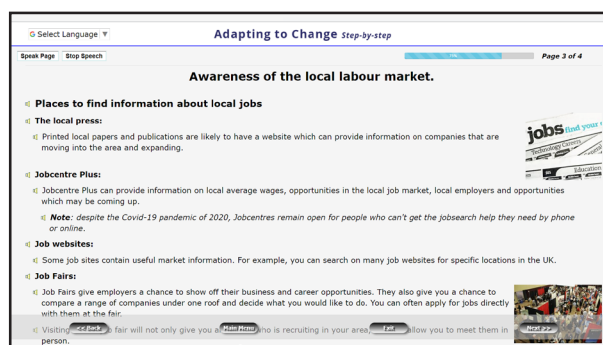 G Select Language ▼
Adapting to Change Step-by-step
Speak Page Stop Speech
Page 3 of 4
Awareness of the local labour market.
Places to find information about local jobs
The local press:
Printed local papers and publications are likely to have a website which can provide information on companies that are
moving into the area and expanding.
jobs find your
Technology Careers
Education
Jobcentre Plus:
Jobcentre Plus can provide information on local average wages, opportunities in the local job market, local employers and opportunities
which may be coming up.
Note: despite the Covid-19 pandemic of 2020, Jobcentres remain open for people who can't get the jobsearch help they need by phone
or online.
Job websites:
Some job sites contain useful market information. For example, you can search on many job websites for specific locations in the UK.
Job Fairs:
Job Fairs give employers a chance to show off their business and career opportunities. They also give you a chance to
compare a range of companies under one roof and decide what you would like to do. You can often apply for jobs directly
with them at the fair.
Visiting fair will not only give you who is recruiting in your area, allow you to meet them in
person.
<< Back Main Menu Exit Next >>